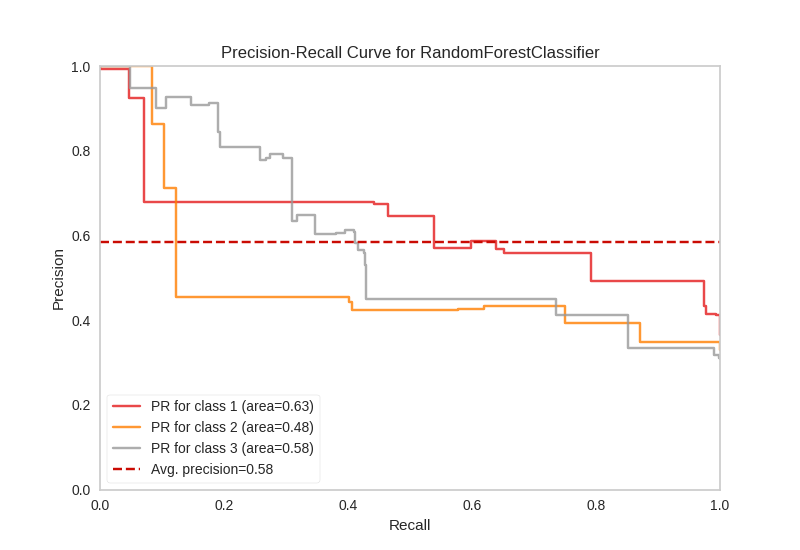 Precision-Recall Curve for RandomForestClassifier
1.0
0.8
0.6
0.4
0.2
0.0
Precision
PR for class 1 (area=0.63)
PR for class 2 (area=0.48)
PR for class 3 (area=0.58)
Avg. precision=0.58
0.0 0.2 0.4 0.6 0.8 1.0
Recall